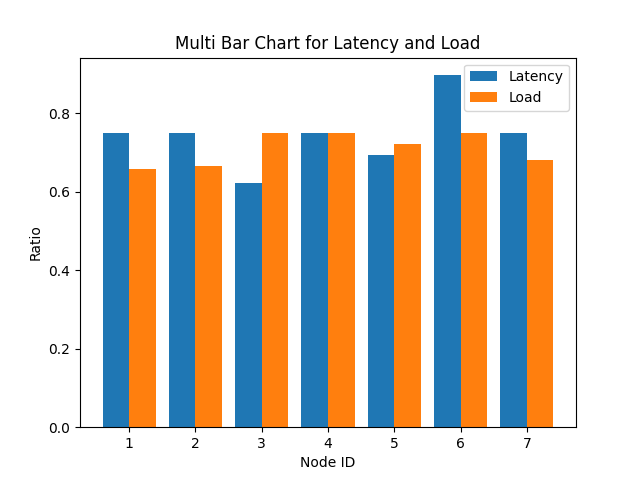 Multi Bar Chart for Latency and Load
Latency
Load
0.8
0.6
0.4
0.2
0.0
Ratio
1 2 3 4 5 6 7
Node ID